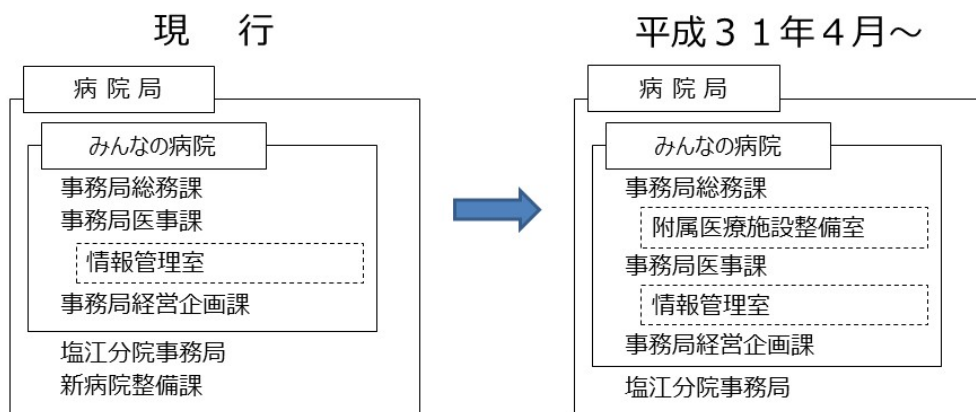 現　行
病院局
みんなの病院
事務局総務課
事務局医事課
情報管理室
事務局経営企画課
塩江分院事務局
新病院整備課
平成３１年４月～
病院局
みんなの病院
事務局総務課
附属医療施設整備室
事務局医事課
情報管理室
事務局経営企画課
塩江分院事務局